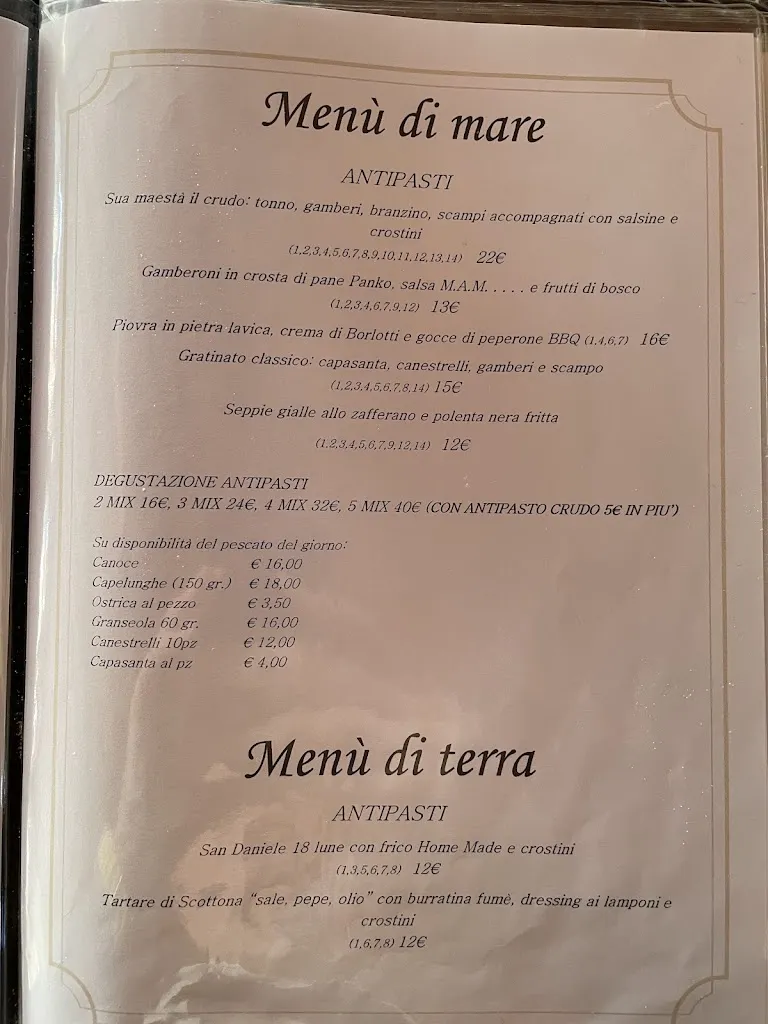 Menù di mare
ANTIPASTI
Sua maestà il crudo: tonno, gamberi, branzino, scampi accompagnati con salsine e
crostini
(1,2,3,4,5,6,7,8,9,10,11,12,13,14) 22€
Gamberoni in crosta di pane Panko, salsa M.A.M. . . . . e frutti di bosco
(1,2,3,4,6,7,9,12) 13€
Piovra in pietra lavica, crema di Borlotti e gocce di peperone BBQ (1,4,6,7) 16€
Gratinato classico: capasanta, canestrelli, gamberi e scampo
(1,2,3,4,5,6,7,8,14) 15€
Seppie gialle allo zafferano e polenta nera fritta
(1,2,3,4,5,6,7,9,12,14) 12€
DEGUSTAZIONE ANTIPASTI
2 MIX 16€, 3 MIX 24€, 4 MIX 32€, 5 MIX 40€ (CON ANTIPASTO CRUDO 5€ IN PIU')
Su disponibilità del pescato del giorno:
Canoce € 16,00
Capelunghe (150 gr.) € 18,00
Ostrica al pezzo € 3,50
Granseola 60 gr. € 16,00
Canestrelli 10pz € 12,00
Capasanta al pz € 4,00
Menù di terra
ANTIPASTI
San Daniele 18 lune con frico Home Made e crostini
(1,3,5,6,7,8) 12€
Tartare di Scottona “sale, pepe, olio” con burratina fumè, dressing ai lamponi e
crostini
(1,6,7,8) 12€